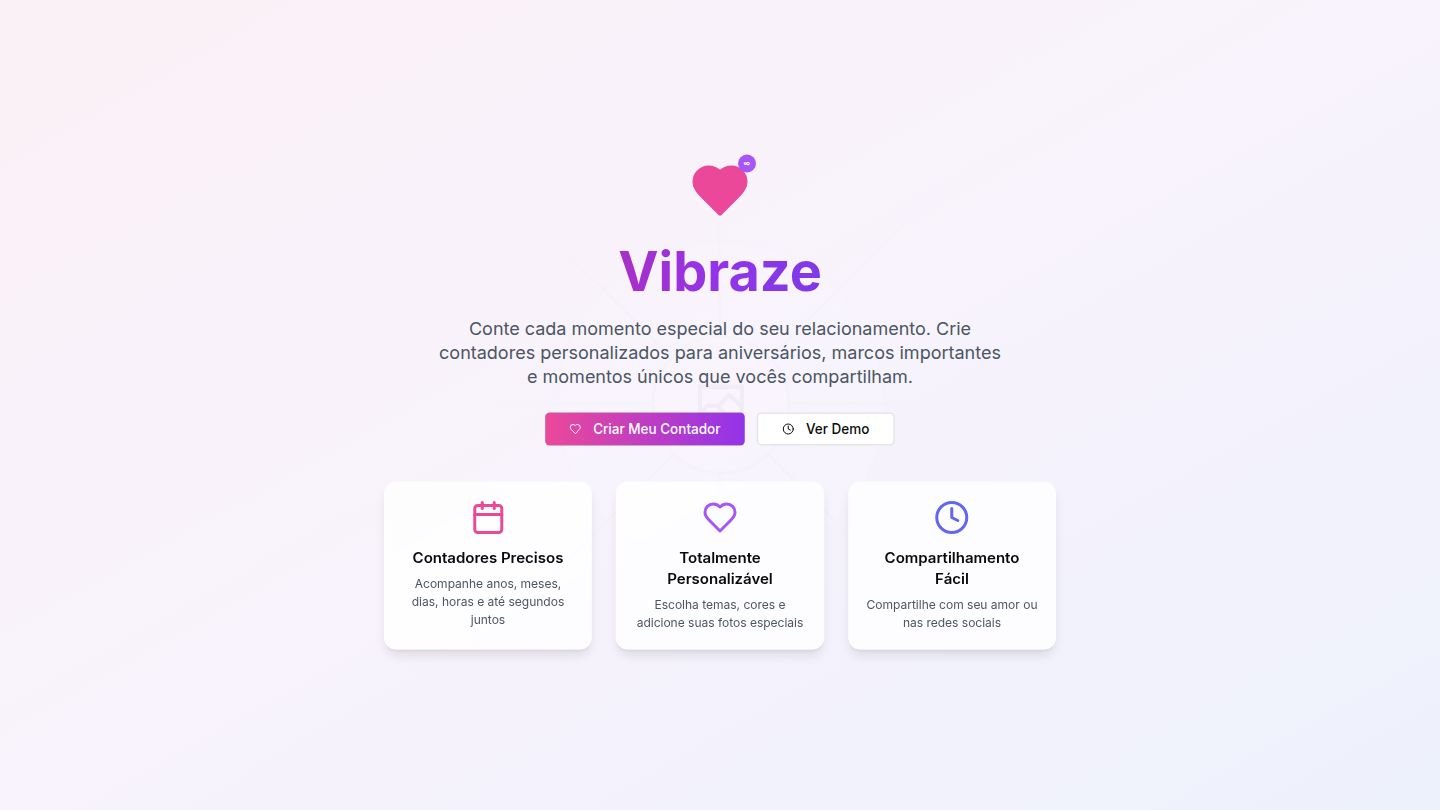 ∞
Vibraze
Conte cada momento especial do seu relacionamento. Crie
contadores personalizados para aniversários, marcos importantes
e momentos únicos que vocês compartilham.
Criar Meu Contador
Ver Demo
Contadores Precisos
Acompanhe anos, meses,
dias, horas e até segundos
juntos
Totalmente
Personalizável
Escolha temas, cores e
adicione suas fotos especiais
Compartilhamento
Fácil
Compartilhe com seu amor ou
nas redes sociais